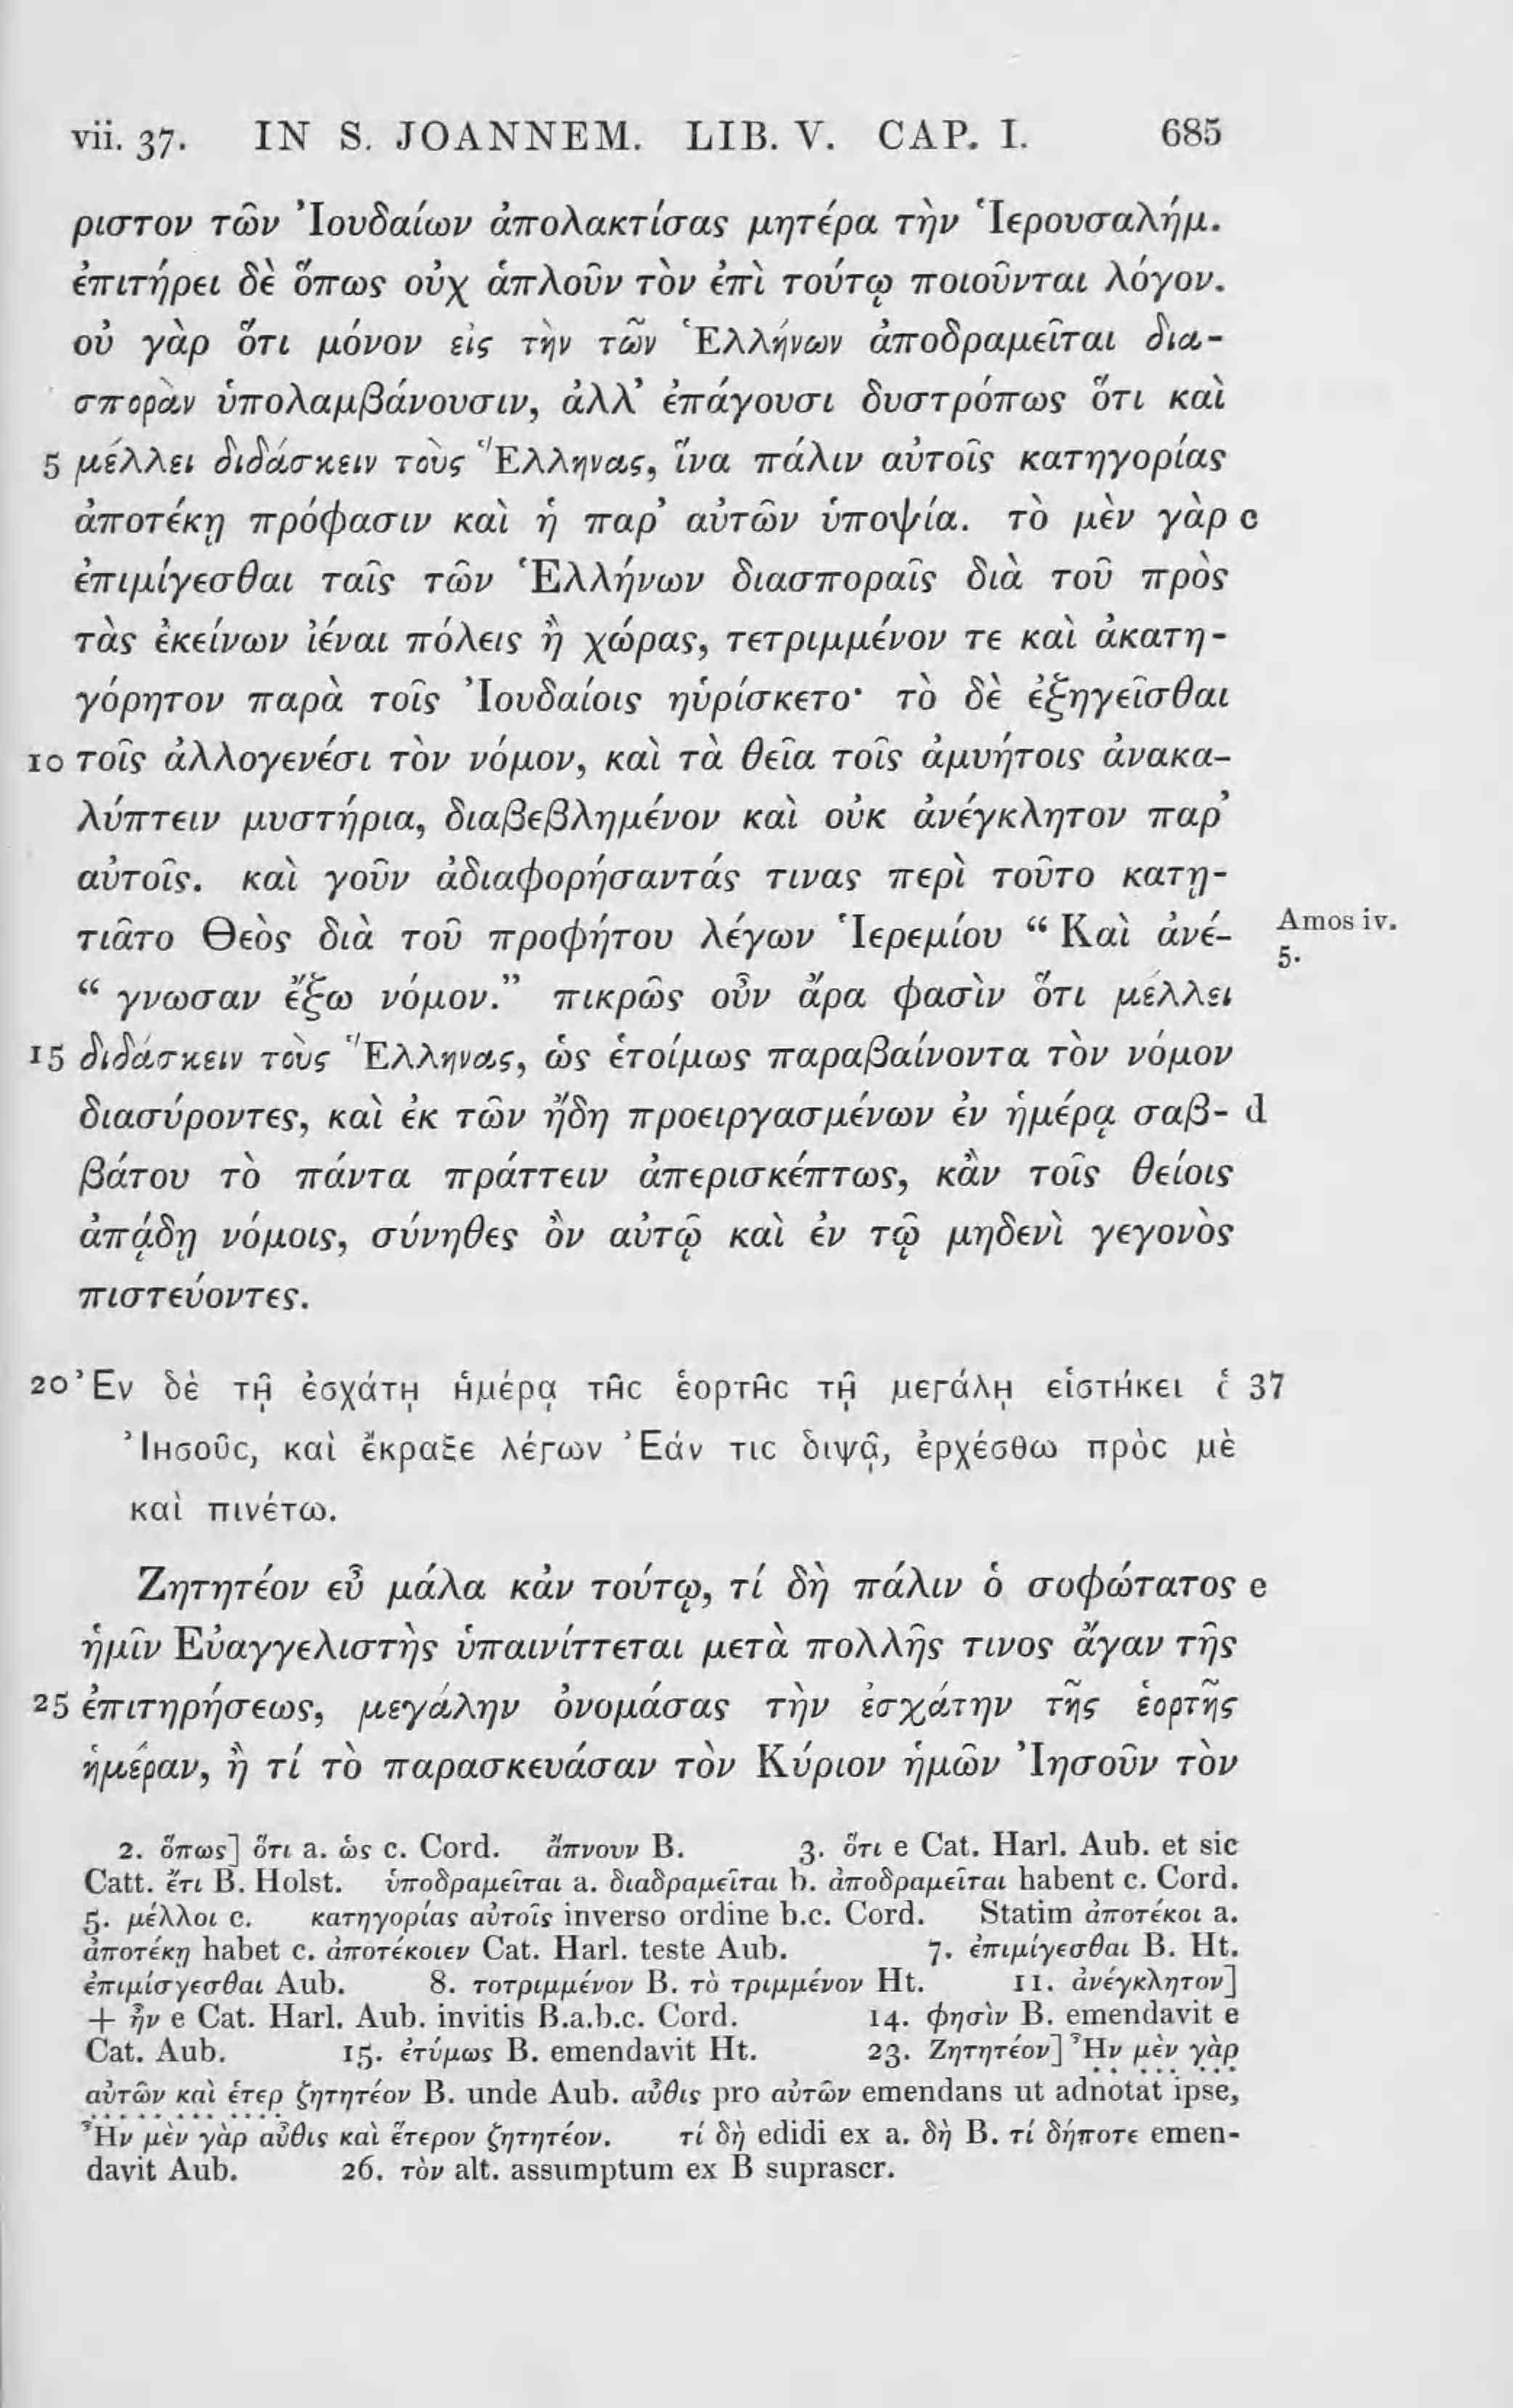 vii. 37. IN S. JOANNEM. LIB. V. CAP. I. 685
ριστον τῶν Ἰουδαίων ἀπολακτίσας μητέρα τὴν Ἱερουσαλήμ.
ἐπιτήρει δὲ ὅπως οὐχ ἁπλοῦν τὸν ἐπὶ τούτῳ ποιοῦνται λόγον.
οὐ γὰρ ὅτι μόνον εἰς τὴν τῶν Ἑλλήνων ἀποδραμεῖται δια-
σπορὰν ὑπολαμβάνουσιν, ἀλλ’ ἐπάγουσι δυστρόπως ὅτι καὶ
5 μέλλει διδάσκειν τοὺς Ἕλληνας, ἵνα πάλιν αὐτοῖς κατηγορίας
ἀποτέκῃ πρόφασιν καὶ ἡ παρ’ αὐτῶν ὑποψία. τὸ μὲν γὰρ c
ἐπιμίγεσθαι ταῖς τῶν Ἑλλήνων διασποραῖς διὰ τοῦ πρὸς
τὰς ἐκείνων ἰέναι πόλεις ἢ χώρας, τετριμμένον τε καὶ ἀκατη-
γόρητον παρὰ τοῖς Ἰουδαίοις ηὑρίσκετο· τὸ δὲ ἐξηγεῖσθαι
10 τοῖς ἀλλογενέσι τὸν νόμον, καὶ τὰ θεῖα τοῖς ἀμυήτοις ἀνακα-
λύπτειν μυστήρια, διαβεβλημένον καὶ οὐκ ἀνέγκλητον παρ’
αὐτοῖς. καὶ γοῦν ἀδιαφορήσαντάς τινας περὶ τοῦτο κατῃ-
τιᾶτο Θεὸς διὰ τοῦ προφήτου λέγων Ἱερεμίου “ Καὶ ἀνέ- Amos iv.
5.
“ γνωσαν ἔξω νόμον.” πικρῶς οὖν ἄρα φασὶν ὅτι μέλλει
15 διδάσκειν τοὺς Ἕλληνας, ὡς ἑτοίμως παραβαίνοντα τὸν νόμον
διασύροντες, καὶ ἐκ τῶν ἤδη προειργασμένων ἐν ἡμέρᾳ σαβ- d
βάτου τὸ πάντα πράττειν ἀπερισκέπτως, κἂν τοῖς θείοις
ἀπᾴδῃ νόμοις, σύνηθες ὂν αὐτῷ καὶ ἐν τῷ μηδενὶ γεγονὸς
πιστεύοντες.
20 Ἐν δὲ τῇ ἐσχάτῃ ἡμέρᾳ τῆς ἑορτῆς τῇ μεγάλῃ εἱστήκει ὁ 37
Ἰησοῦς, καὶ ἔκραξε λέγων Ἐάν τις διψᾷ, ἐρχέσθω πρὸς μὲ
καὶ πινέτω.
Ζητητέον εὖ μάλα κἀν τούτῳ, τί δὴ πάλιν ὁ σοφώτατος e
ἡμῖν Εὐαγγελιστὴς ὑπαινίττεται μετὰ πολλῆς τινος ἄγαν τῆς
25 ἐπιτηρήσεως, μεγάλην ὀνομάσας τὴν ἐσχάτην τῆς ἑορτῆς
ἡμέραν, ἢ τί τὸ παρασκευάσαν τὸν Κύριον ἡμῶν Ἰησοῦν τὸν
2. ὅπως] ὅτι a. ὡς c. Cord. ἄπνουν B. 3. ὅτι e Cat. Harl. Aub. et sic
Catt. ἔτι B. Holst. ὑποδραμεῖται a. διαδραμεῖται b. ἀποδραμεῖται habent c. Cord.
5. μέλλοι c. κατηγορίας αὐτοῖς inverso ordine b.c. Cord. Statim ἀποτέκοι a.
ἀποτέκῃ habet c. ἀποτέκοιεν Cat. Harl. teste Aub. 7. ἐπιμίγεσθαι B. Ht.
ἐπιμίσγεσθαι Aub. 8. τοτριμμένον B. τὸ τριμμένον Ht. 11. ἀνέγκλητον]
+ ἦν e Cat. Harl. Aub. invitis B.a.b.c. Cord. 14. φησὶν B. emendavit e
Cat. Aub. 15. ἐτύμως B. emendavit Ht. 23. Ζητητέον] Ἦν μὲν γὰρ
αὐτῶν καὶ ἑτερ ζητητέον B. unde Aub. αὖθις pro αὐτῶν emendans ut adnotat ipse,
Ἦν μὲν γὰρ αὖθις καὶ ἕτερον ζητητέον. τί δὴ edidi ex a. δὴ B. τί δήποτε emen-
davit Aub. 26. τὸν alt. assumptum ex B suprascr.